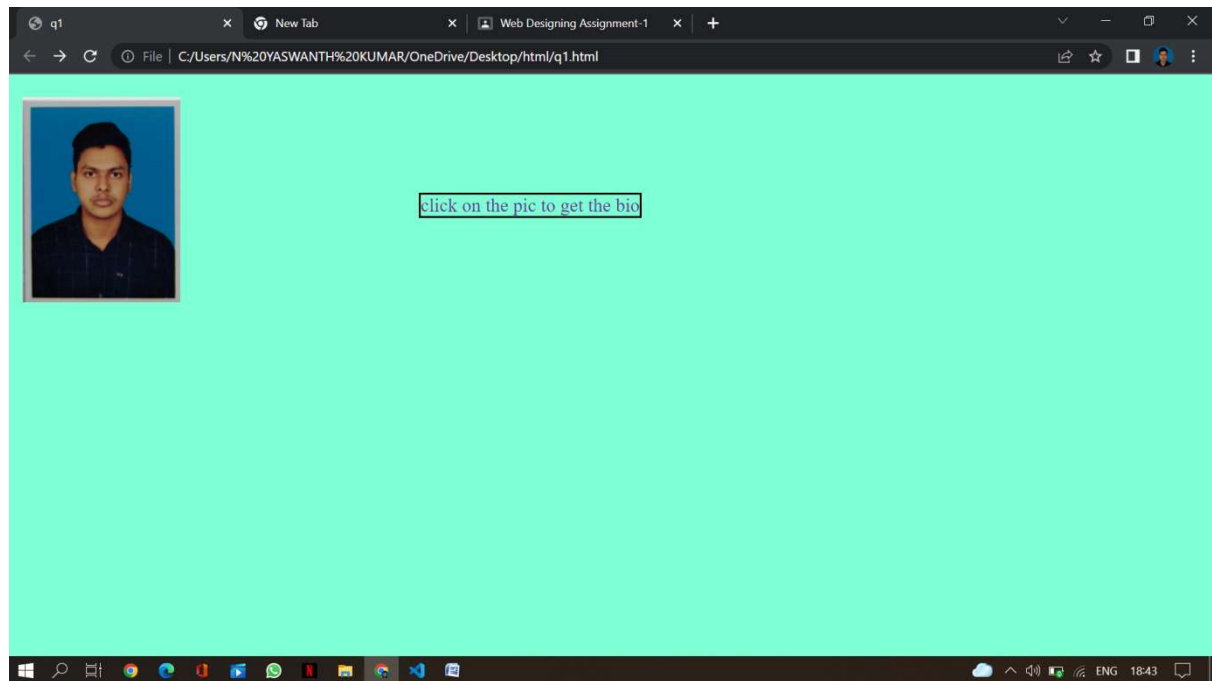 q1
New Tab
Web Designing Assignment-1
File | C:/Users/N%20YASWANTH%20KUMAR/OneDrive/Desktop/html/q1.html
click on the pic to get the bio
ENG 18:43